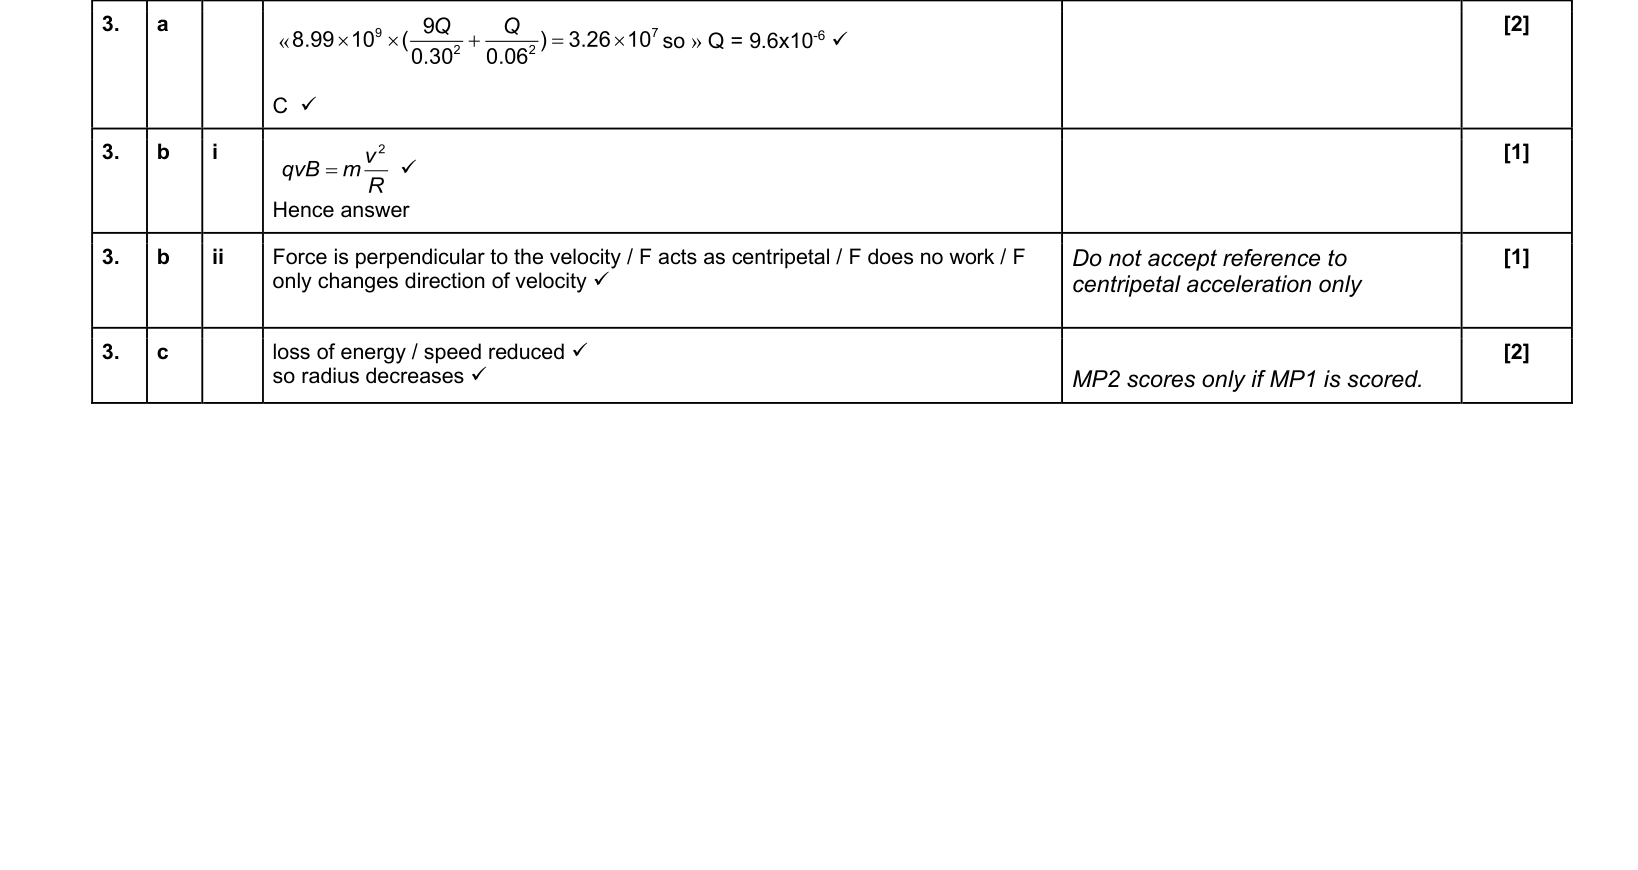 3. a «8.99×10⁹ ×(9Q/0.30² + Q/0.06²) = 3.26×10⁷ so » Q = 9.6x10⁻⁶ ✓ [2]
C ✓
3. b i qvB = m v²/R ✓ [1]
Hence answer
3. b ii Force is perpendicular to the velocity / F acts as centripetal / F does no work / F Do not accept reference to [1]
only changes direction of velocity ✓ centripetal acceleration only
3. c loss of energy / speed reduced ✓ [2]
so radius decreases ✓ MP2 scores only if MP1 is scored.